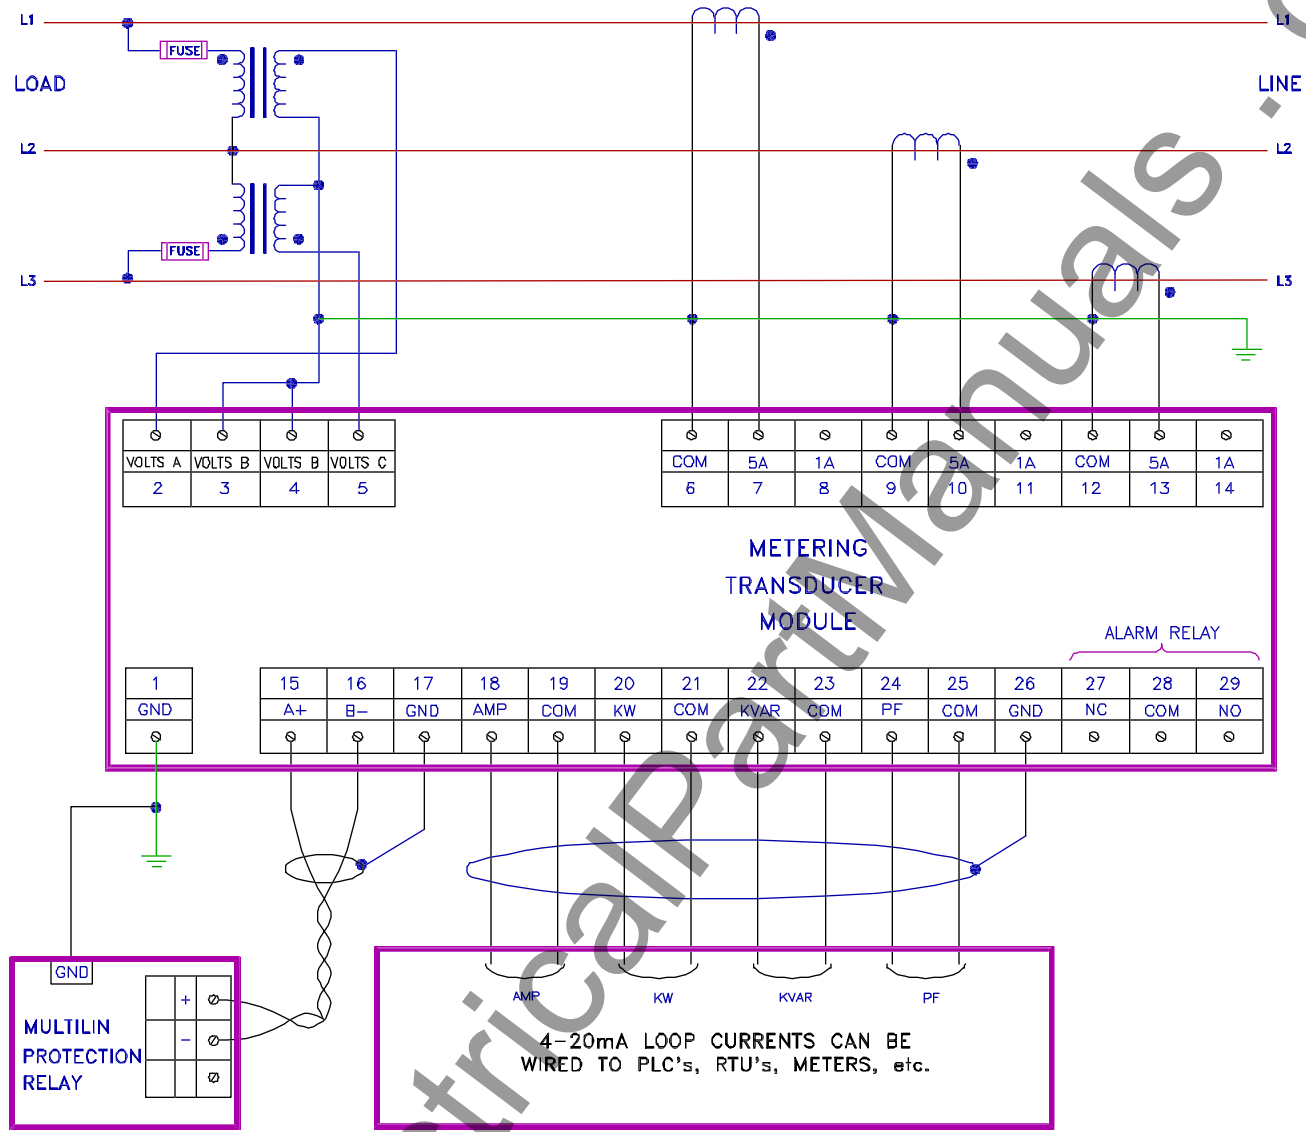 L1
L1
FUSE
LOAD
LINE
L2
L2
FUSE
L3
L3
VOLTS A VOLTS B VOLTS B VOLTS C
2 3 4 5
COM 5A 1A COM 5A 1A COM 5A 1A
6 7 8 9 10 11 12 13 14
METERING
TRANSDUCER
MODULE
ALARM RELAY
1 15 16 17 18 19 20 21 22 23 24 25 26 27 28 29
GND A+ B- GND AMP COM KW COM KVAR COM PF COM GND NC COM NO
GND
+
-
MULTILIN
PROTECTION
RELAY
AMP KW KVAR PF
4-20mA LOOP CURRENTS CAN BE
WIRED TO PLC's, RTU's, METERS, etc.
ctricalPartManuals .